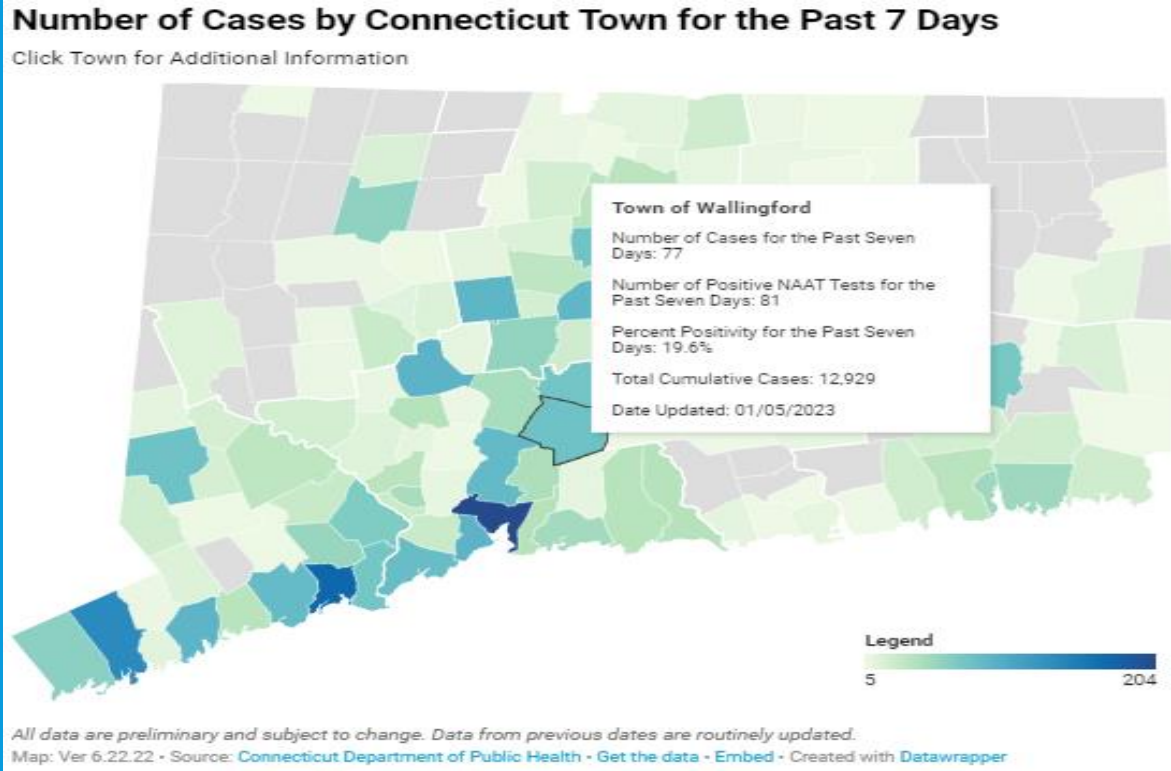 Number of Cases by Connecticut Town for the Past 7 Days
Click Town for Additional Information
Town of Wallingford
Number of Cases for the Past Seven
Days: 77
Number of Positive NAAT Tests for the
Past Seven Days: 81
Percent Positivity for the Past Seven
Days: 19.6%
Total Cumulative Cases: 12,929
Date Updated: 01/05/2023
Legend
5 204
All data are preliminary and subject to change. Data from previous dates are routinely updated.
Map: Ver 6.22.22 • Source: Connecticut Department of Public Health • Get the data • Embed • Created with Datawrapper